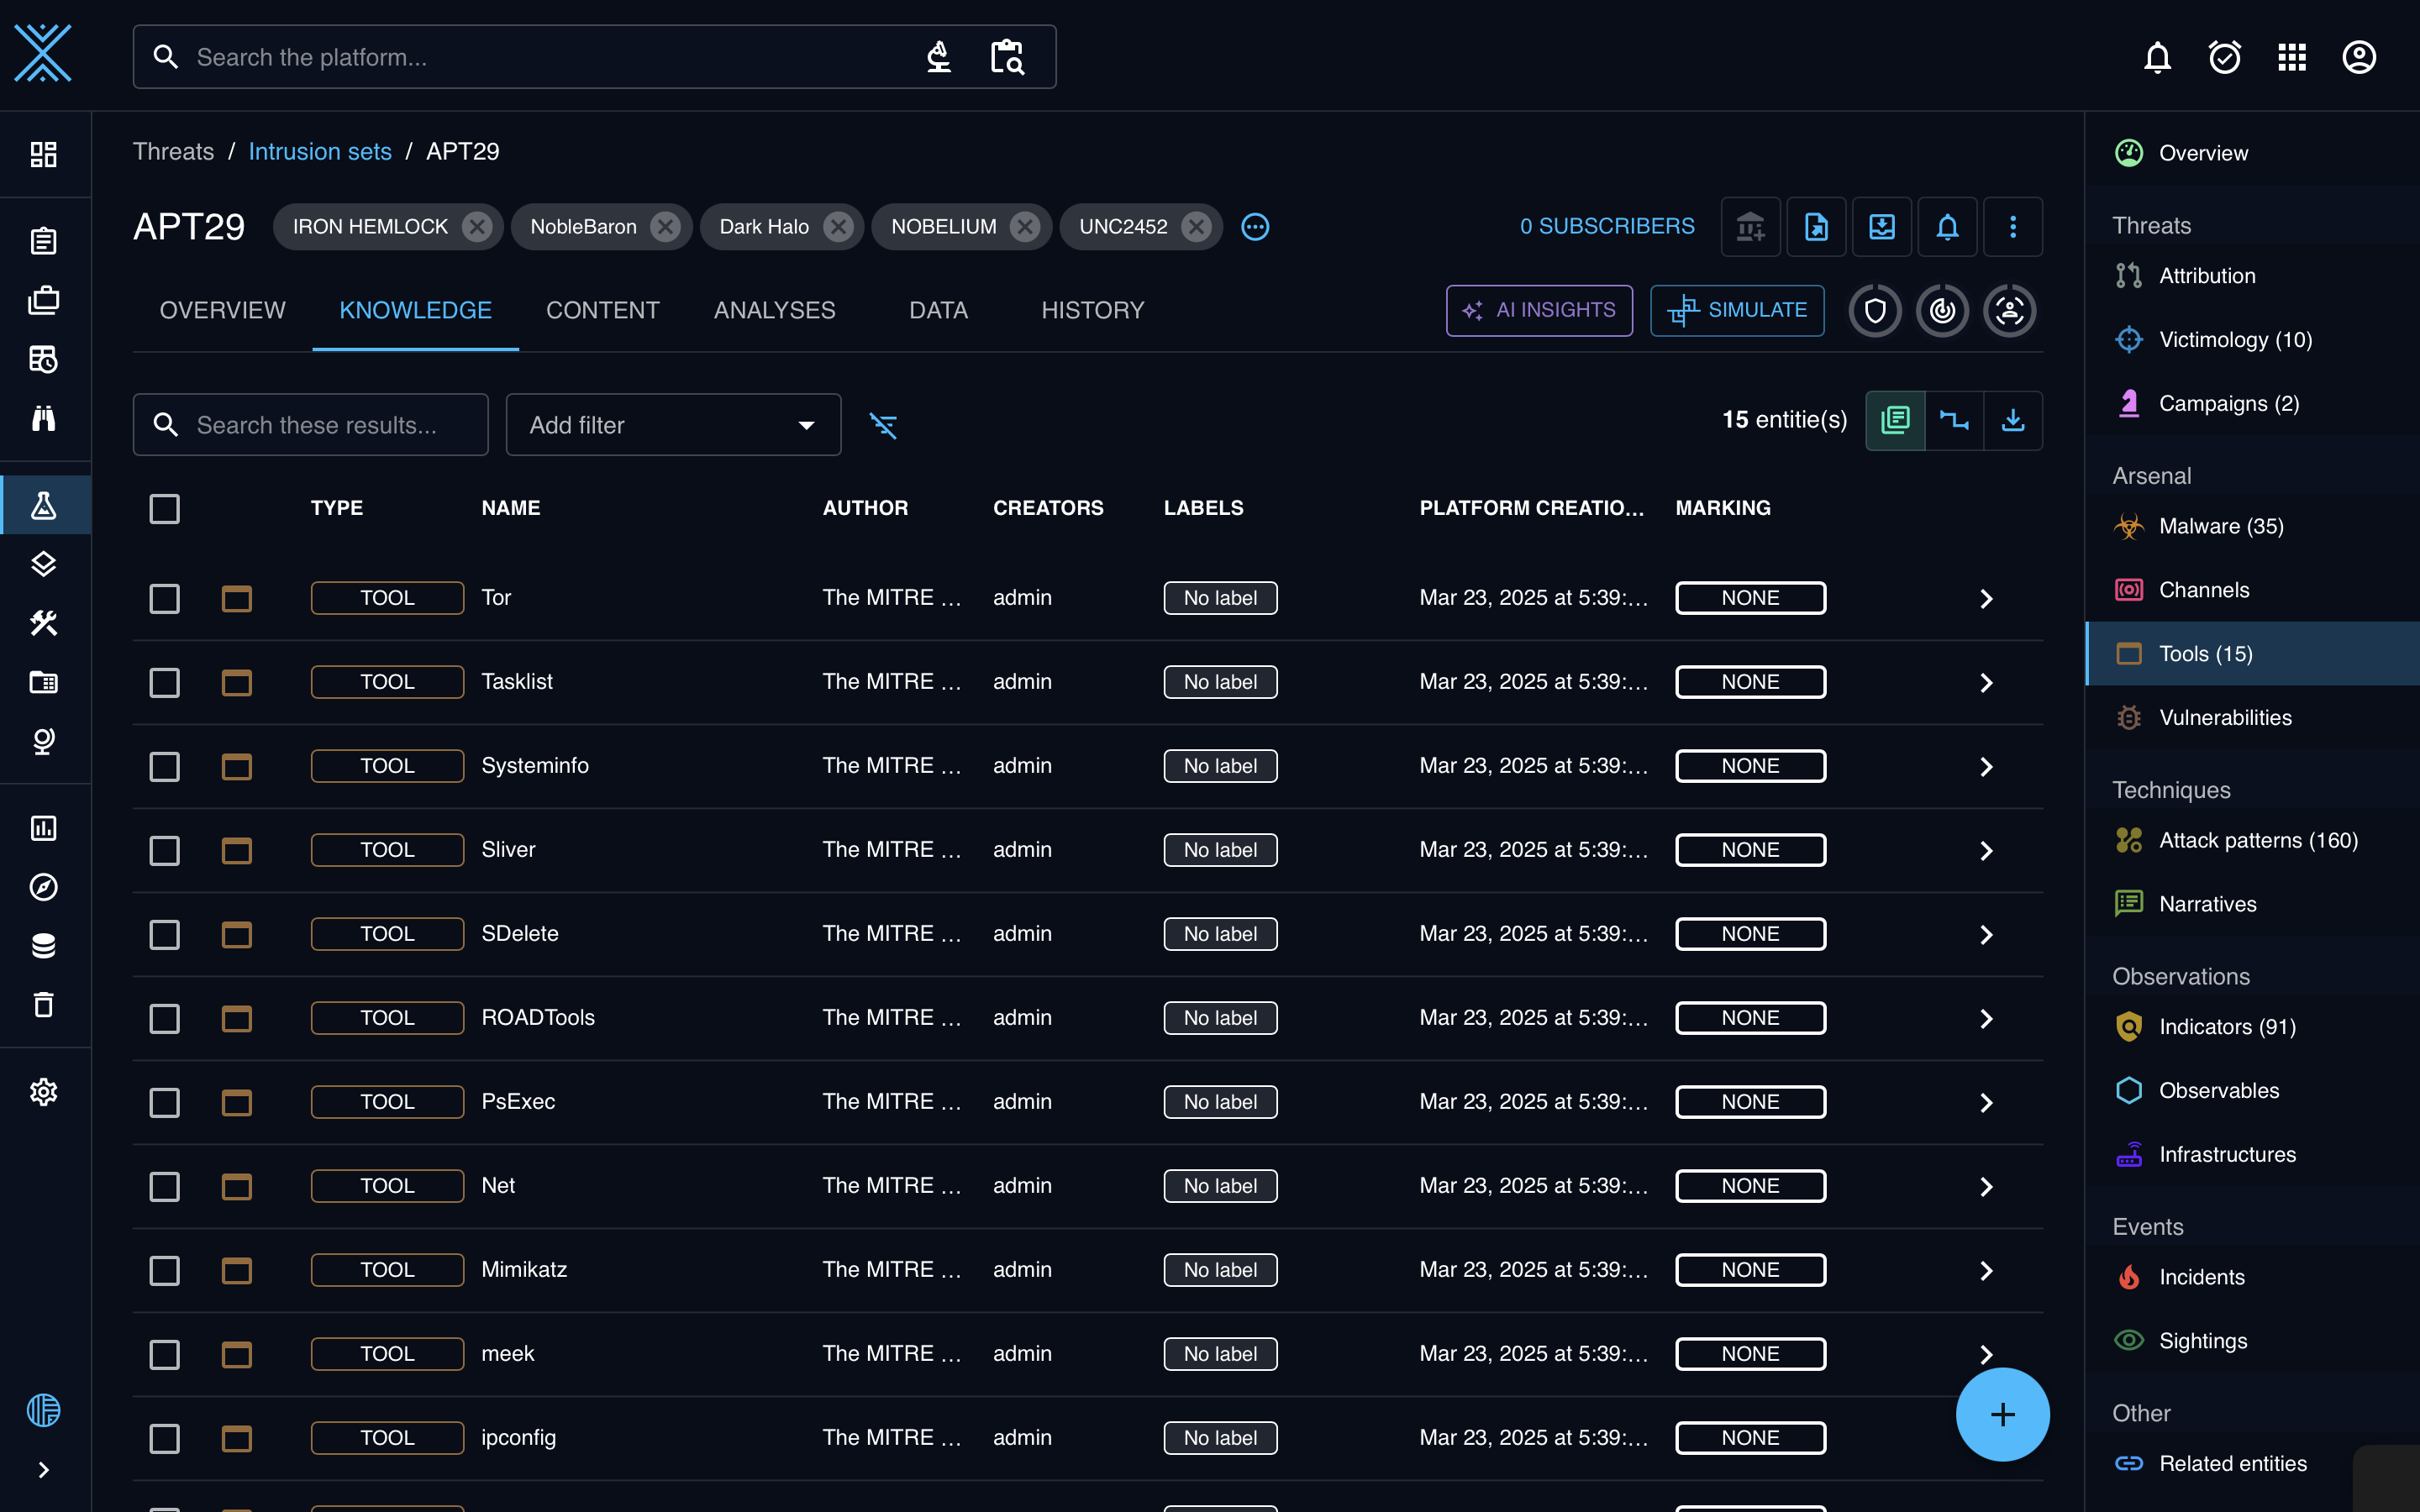 Search the platform...
Threats / Intrusion sets / APT29
APT29 IRON HEMLOCK NobleBaron Dark Halo NOBELIUM UNC2452 0 SUBSCRIBERS
OVERVIEW KNOWLEDGE CONTENT ANALYSES DATA HISTORY AI INSIGHTS SIMULATE
Search these results... Add filter 15 entitie(s)
TYPE NAME AUTHOR CREATORS LABELS PLATFORM CREATIO... MARKING
TOOL Tor The MITRE ... admin No label Mar 23, 2025 at 5:39:... NONE
TOOL Tasklist The MITRE ... admin No label Mar 23, 2025 at 5:39:... NONE
TOOL Systeminfo The MITRE ... admin No label Mar 23, 2025 at 5:39:... NONE
TOOL Sliver The MITRE ... admin No label Mar 23, 2025 at 5:39:... NONE
TOOL SDelete The MITRE ... admin No label Mar 23, 2025 at 5:39:... NONE
TOOL ROADTools The MITRE ... admin No label Mar 23, 2025 at 5:39:... NONE
TOOL PsExec The MITRE ... admin No label Mar 23, 2025 at 5:39:... NONE
TOOL Net The MITRE ... admin No label Mar 23, 2025 at 5:39:... NONE
TOOL Mimikatz The MITRE ... admin No label Mar 23, 2025 at 5:39:... NONE
TOOL meek The MITRE ... admin No label Mar 23, 2025 at 5:39:... NONE
TOOL ipconfig The MITRE ... admin No label Mar 23, 2025 at 5:39:... NONE
Overview
Threats
Attribution
Victimology (10)
Campaigns (2)
Arsenal
Malware (35)
Channels
Tools (15)
Vulnerabilities
Techniques
Attack patterns (160)
Narratives
Observations
Indicators (91)
Observables
Infrastructures
Events
Incidents
Sightings
Other
Related entities